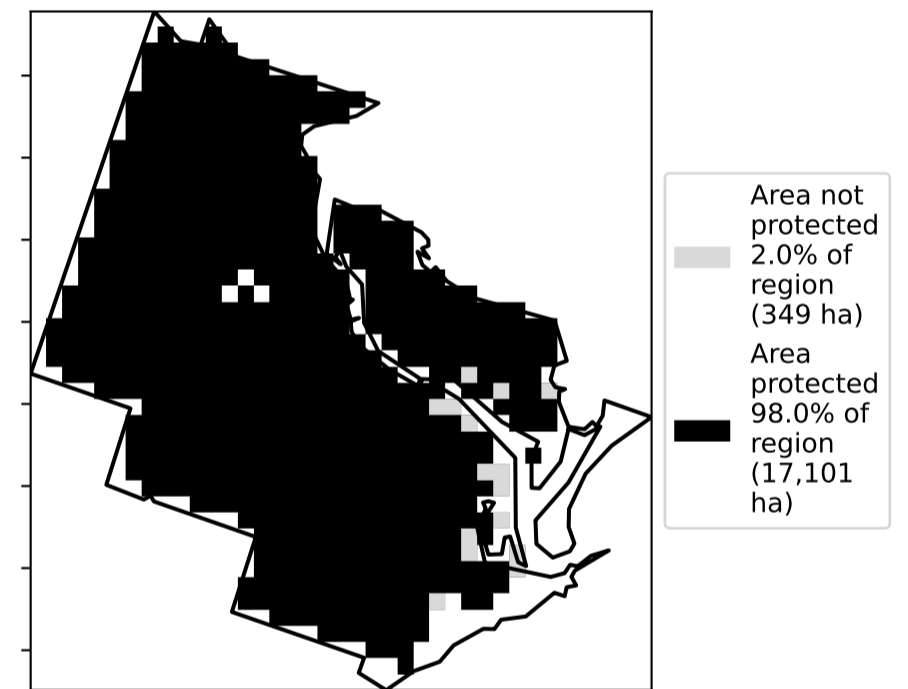 Area not
protected
2.0% of
region
(349 ha)
Area
protected
98.0% of
region
(17,101
ha)